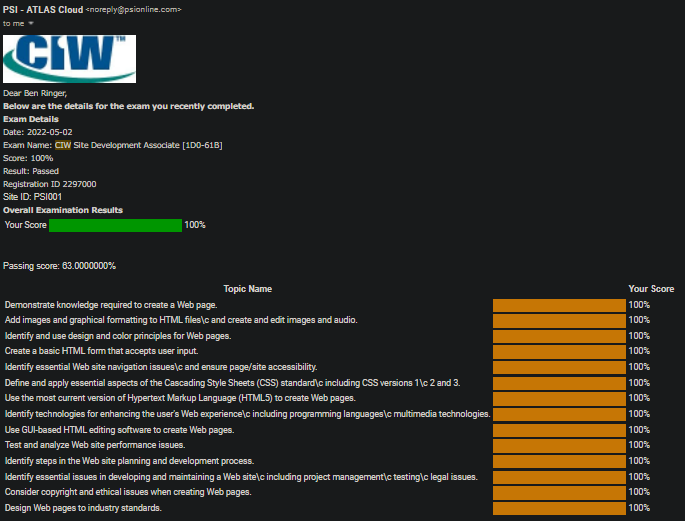 PSI - ATLAS Cloud <noreply@psionline.com>
to me
CIW™
Dear Ben Ringer,
Below are the details for the exam you recently completed.
Exam Details
Date: 2022-05-02
Exam Name: CIW Site Development Associate [1D0-61B]
Score: 100%
Result: Passed
Registration ID 2297000
Site ID: PSI001
Overall Examination Results
Your Score 100%
Passing score: 63.0000000%
Topic Name Your Score
Demonstrate knowledge required to create a Web page. 100%
Add images and graphical formatting to HTML files\c and create and edit images and audio. 100%
Identify and use design and color principles for Web pages. 100%
Create a basic HTML form that accepts user input. 100%
Identify essential Web site navigation issues\c and ensure page/site accessibility. 100%
Define and apply essential aspects of the Cascading Style Sheets (CSS) standard\c including CSS versions 1\c 2 and 3. 100%
Use the most current version of Hypertext Markup Language (HTML5) to create Web pages. 100%
Identify technologies for enhancing the user's Web experience\c including programming languages\c multimedia technologies. 100%
Use GUI-based HTML editing software to create Web pages. 100%
Test and analyze Web site performance issues. 100%
Identify steps in the Web site planning and development process. 100%
Identify essential issues in developing and maintaining a Web site\c including project management\c testing\c legal issues. 100%
Consider copyright and ethical issues when creating Web pages. 100%
Design Web pages to industry standards. 100%